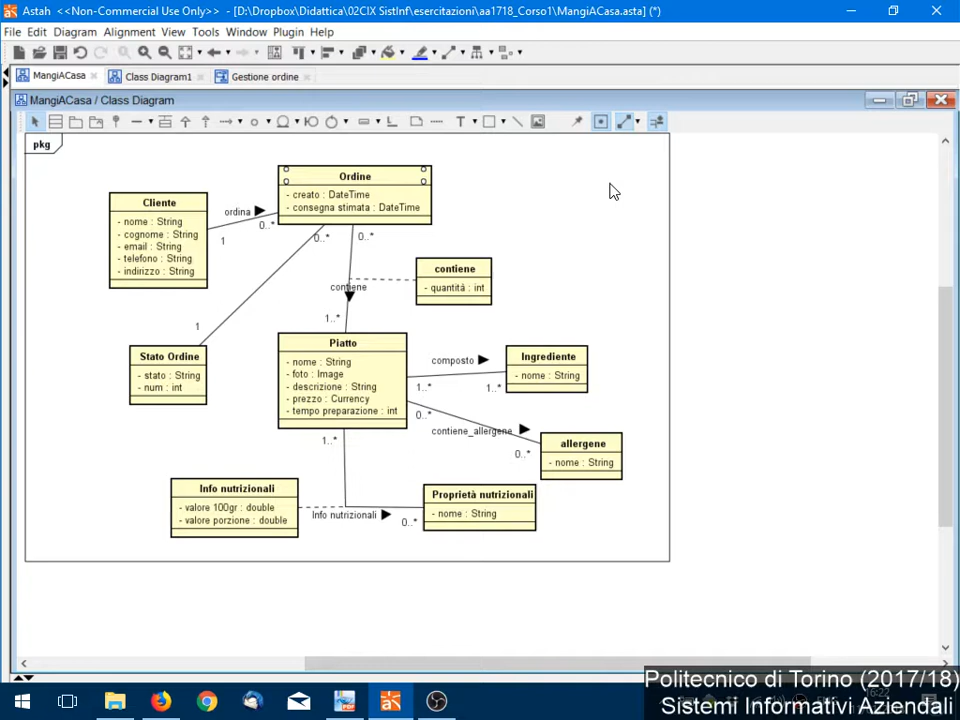 Astah <<Non-Commercial Use Only>> - [D:\Dropbox\Didattica\02CIX SistInf\esercitazioni\aa1718_Corso1\MangiACasa.asta] (*)
File Edit Diagram Alignment View Tools Window Plugin Help
MangiACasa
Class Diagram1
Gestione ordine
MangiACasa / Class Diagram
pkg
Ordine
- creato : DateTime
- consegna stimata : DateTime
Cliente
- nome : String
- cognome : String
- email : String
- telefono : String
- indirizzo : String
ordina
0..*
1
0..*
0..*
contiene
- quantità : int
contiene
1..*
1
Stato Ordine
- stato : String
- num : int
Piatto
- nome : String
- foto : Image
- descrizione : String
- prezzo : Currency
- tempo preparazione : int
composto
1..*
1..*
Ingrediente
- nome : String
0..*
contiene_allergene
0..*
allergene
- nome : String
1..*
Info nutrizionali
- valore 100gr : double
- valore porzione : double
Info nutrizionali
0..*
Proprietà nutrizionali
- nome : String
16:22
Politecnico di Torino (2017/18)
Sistemi Informativi Aziendali